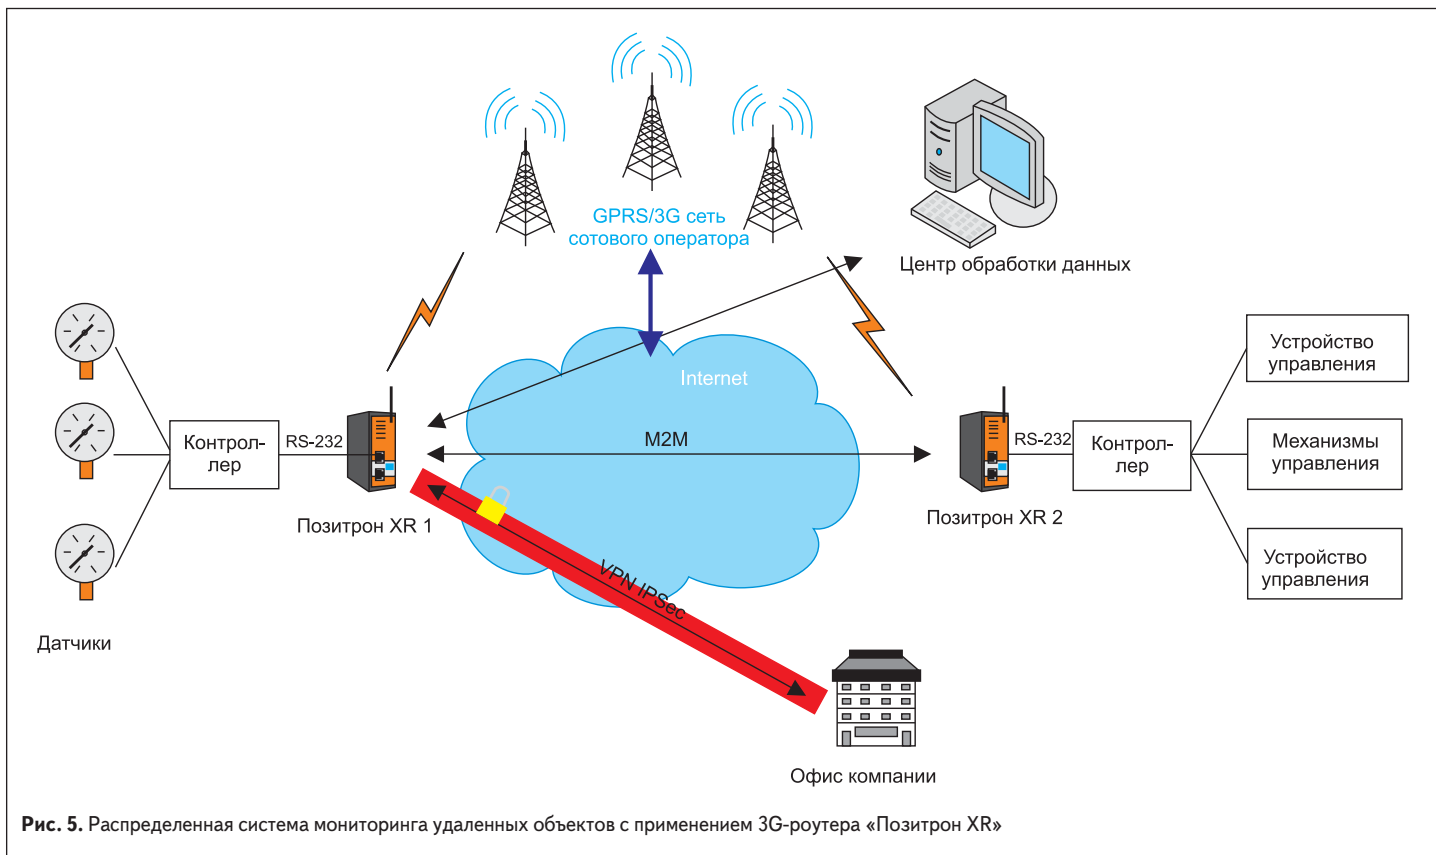 GPRS/3G сеть
сотового оператора
Центр обработки данных
Internet
Устройство
управления
Контрол-
лер
RS-232
M2M
RS-232
Контрол-
лер
Механизмы
управления
Позитрон XR 1
Позитрон XR 2
VPN IPSec
Устройство
управления
Датчики
Офис компании
Рис. 5. Распределенная система мониторинга удаленных объектов с применением 3G-роутера «Позитрон XR»